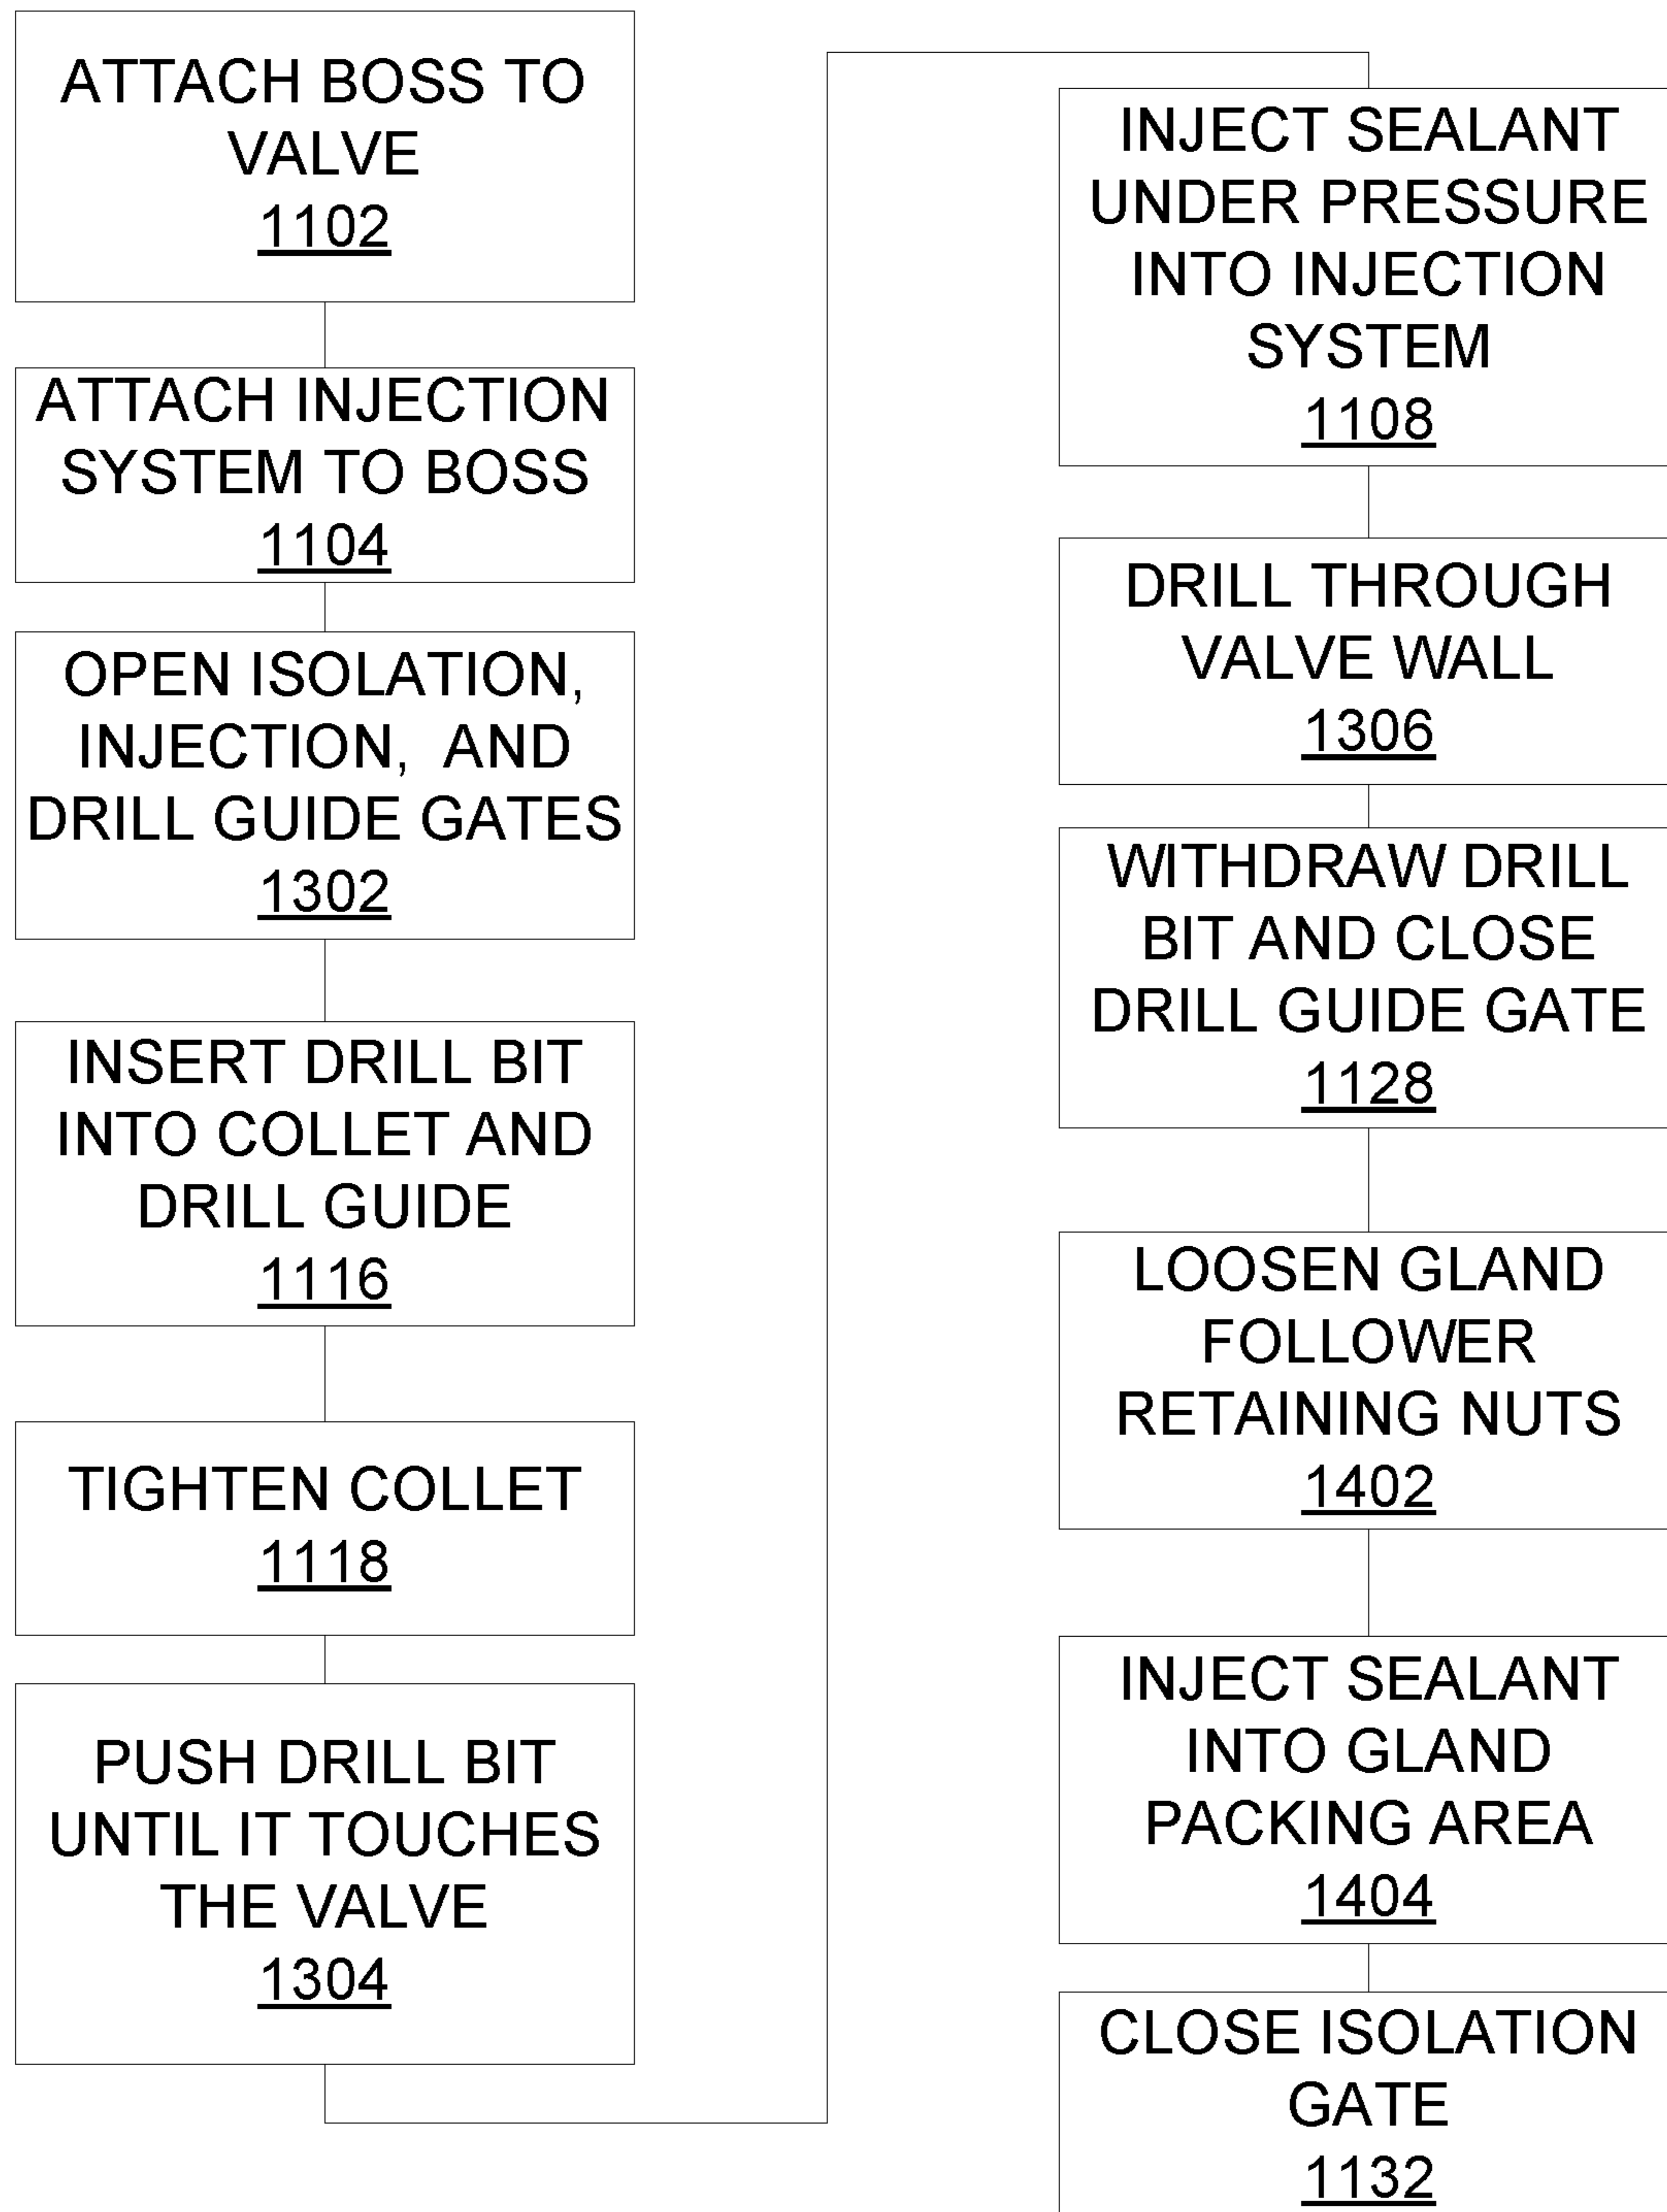 ATTACH BOSS TO
VALVE
1102
ATTACH INJECTION
SYSTEM TO BOSS
1104
OPEN ISOLATION,
INJECTION, AND
DRILL GUIDE GATES
1302
INSERT DRILL BIT
INTO COLLET AND
DRILL GUIDE
1116
TIGHTEN COLLET
1118
PUSH DRILL BIT
UNTIL IT TOUCHES
THE VALVE
1304
INJECT SEALANT
UNDER PRESSURE
INTO INJECTION
SYSTEM
1108
DRILL THROUGH
VALVE WALL
1306
WITHDRAW DRILL
BIT AND CLOSE
DRILL GUIDE GATE
1128
LOOSEN GLAND
FOLLOWER
RETAINING NUTS
1402
INJECT SEALANT
INTO GLAND
PACKING AREA
1404
CLOSE ISOLATION
GATE
1132